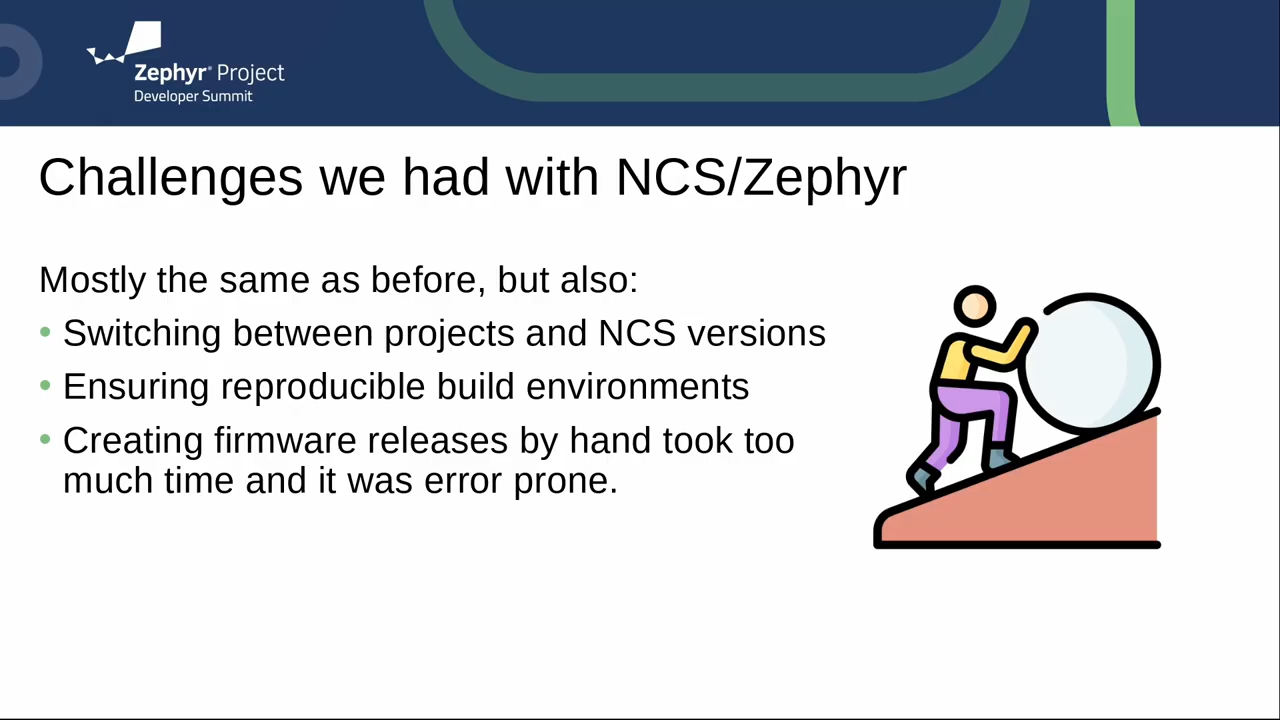 Zephyr® Project
Developer Summit
Challenges we had with NCS/Zephyr
Mostly the same as before, but also:
• Switching between projects and NCS versions
• Ensuring reproducible build environments
• Creating firmware releases by hand took too
much time and it was error prone.